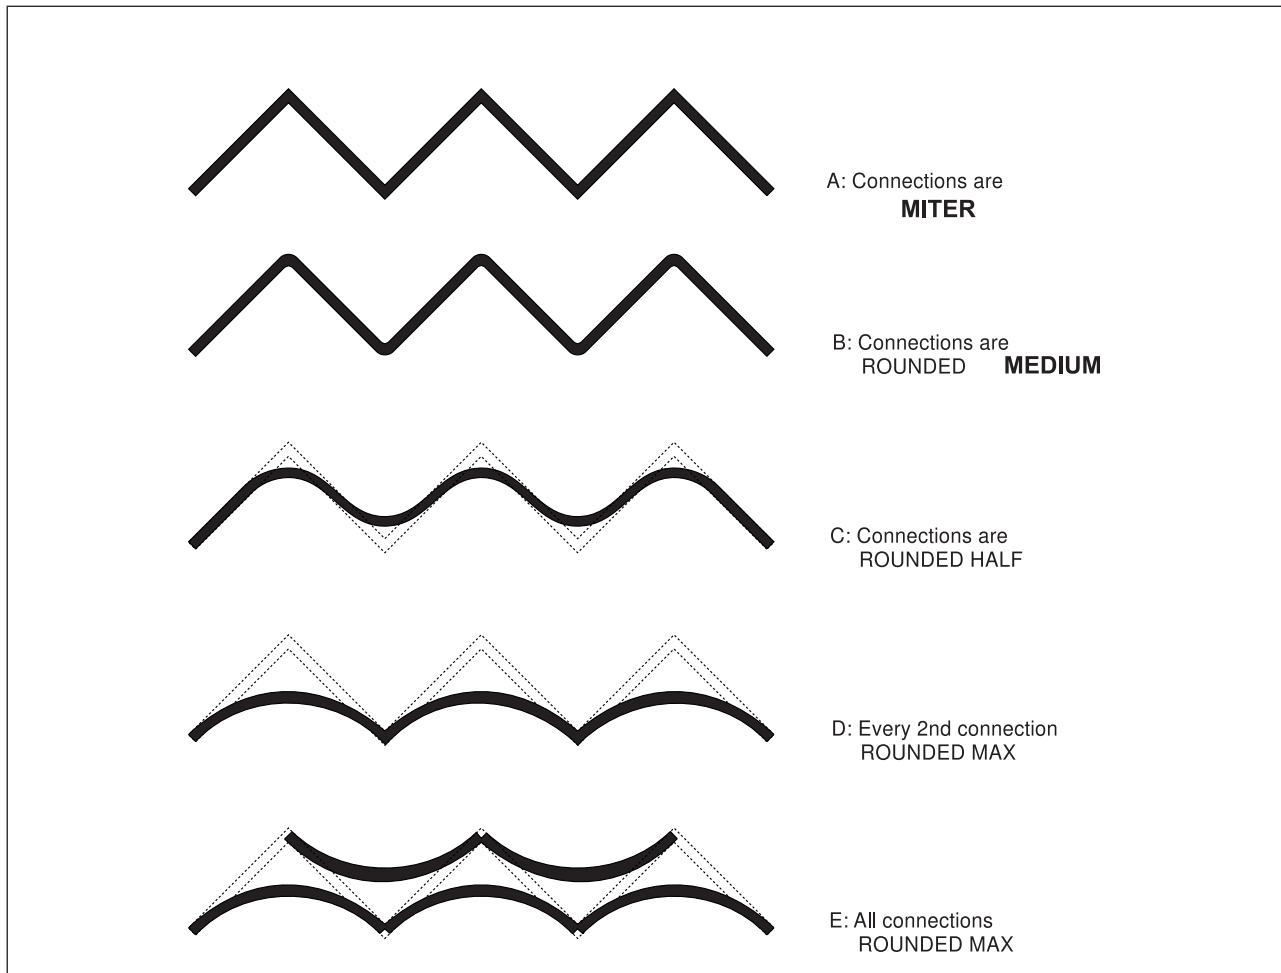 A: Connections are
MITER
B: Connections are
ROUNDED MEDIUM
C: Connections are
ROUNDED HALF
D: Every 2nd connection
ROUNDED MAX
E: All connections
ROUNDED MAX